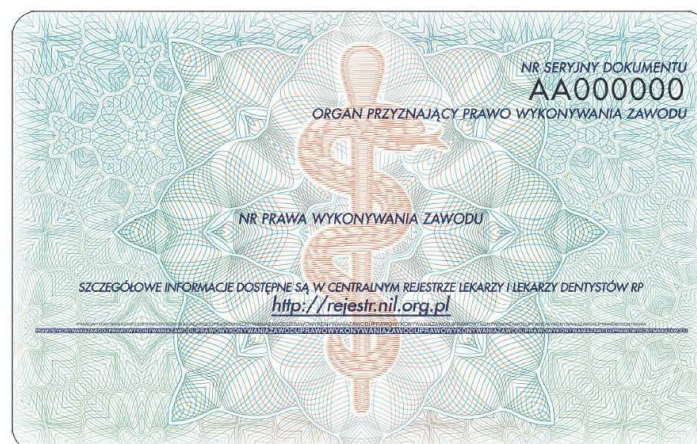 NR SERYJNY DOKUMENTU
AA000000
ORGAN PRZYZNAJĄCY PRAWO WYKONYWANIA ZAWODU
NR PRAWA WYKONYWANIA ZAWODU
SZCZEGÓŁOWE INFORMACJE DOSTĘPNE SĄ W CENTRALNYM REJESTRZE LEKARZY I LEKARZY DENTYSTÓW RP
http://rejestr.nil.org.pl